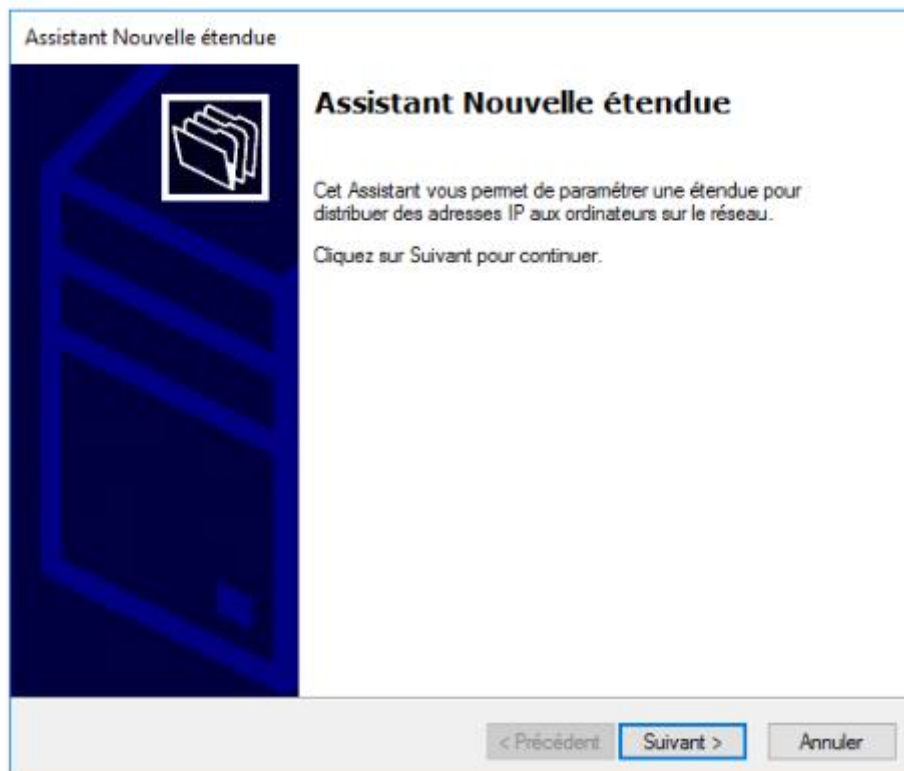 Assistant Nouvelle étendue
Assistant Nouvelle étendue
Cet Assistant vous permet de paramétrer une étendue pour
distribuer des adresses IP aux ordinateurs sur le réseau.
Cliquez sur Suivant pour continuer.
< Précédent Suivant > Annuler